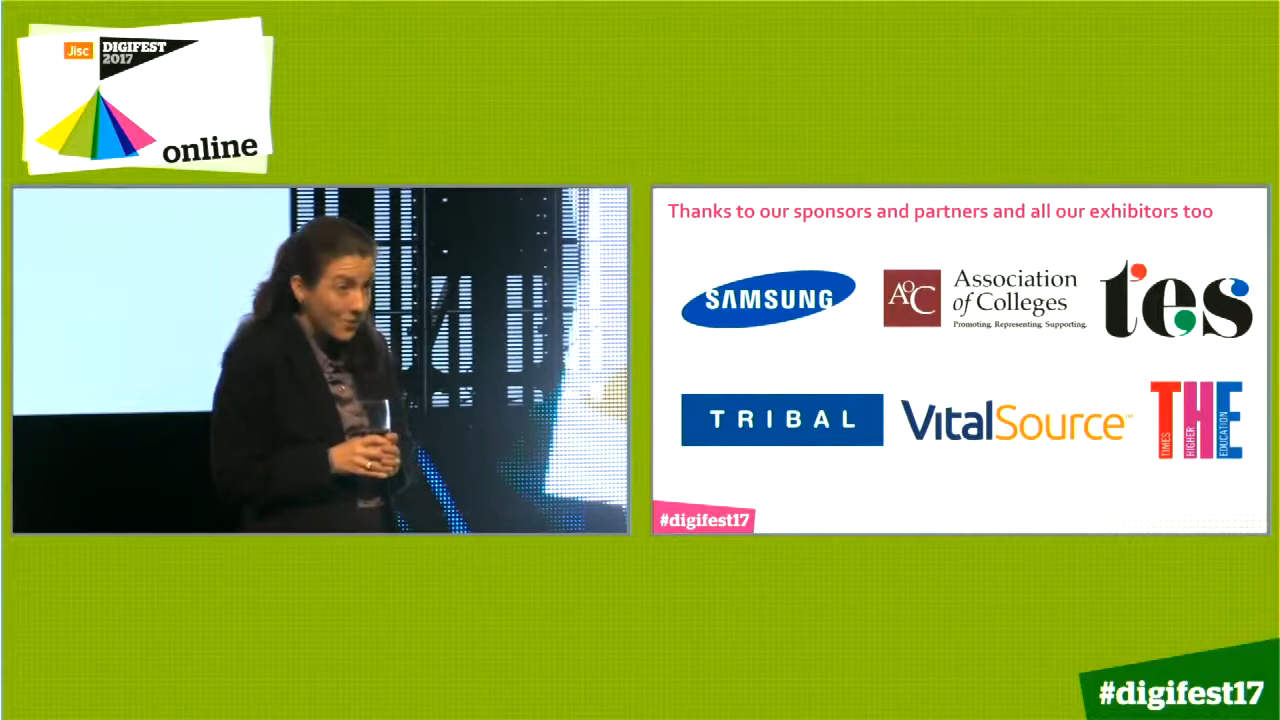 Jisc
DIGIFEST
2017
online
Thanks to our sponsors and partners and all our exhibitors too
SAMSUNG
AoC
Association
of Colleges
Promoting. Representing. Supporting.
tes
TRIBAL
VitalSource™
THE
TIMES
HIGHER
EDUCATION
#digifest17
#digifest17